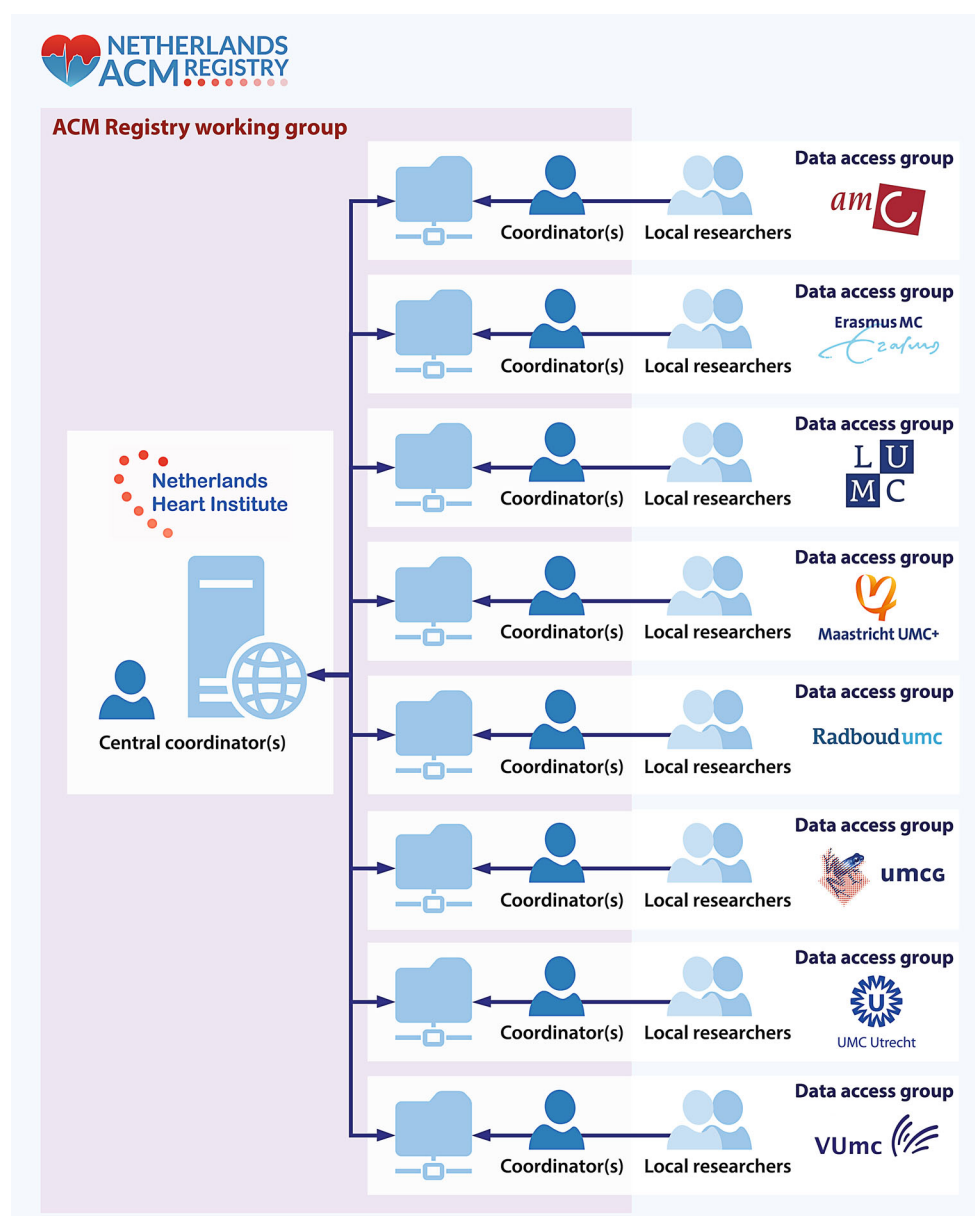 NETHERLANDS
ACM REGISTRY
ACM Registry working group
Data access group
amC
Coordinator(s)
Local researchers
Data access group
Erasmus MC
Erasmus
Coordinator(s)
Local researchers
Data access group
L U
M C
Coordinator(s)
Local researchers
Netherlands
Heart Institute
Central coordinator(s)
Data access group
Maastricht UMC+
Coordinator(s)
Local researchers
Data access group
Radboudumc
Coordinator(s)
Local researchers
Data access group
umcG
Coordinator(s)
Local researchers
Data access group
U
UMC Utrecht
Coordinator(s)
Local researchers
Data access group
VUmc
Coordinator(s)
Local researchers